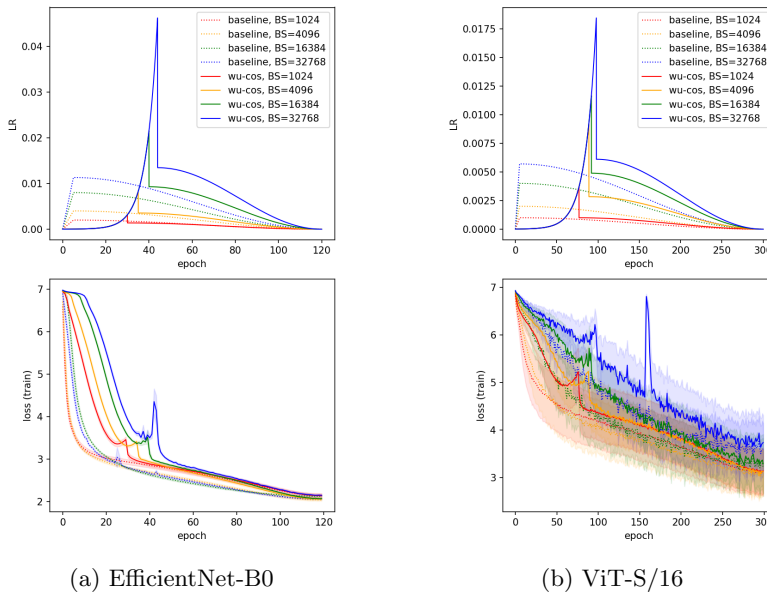 0.04
0.03
0.02
0.01
0.00
LR
0 20 40 60 80 100 120
epoch
baseline, BS=1024
baseline, BS=4096
baseline, BS=16384
baseline, BS=32768
wu-cos, BS=1024
wu-cos, BS=4096
wu-cos, BS=16384
wu-cos, BS=32768
0.0175
0.0150
0.0125
0.0100
0.0075
0.0050
0.0025
0.0000
LR
0 50 100 150 200 250 300
epoch
baseline, BS=1024
baseline, BS=4096
baseline, BS=16384
baseline, BS=32768
wu-cos, BS=1024
wu-cos, BS=4096
wu-cos, BS=16384
wu-cos, BS=32768
7
6
5
4
3
2
loss (train)
0 20 40 60 80 100 120
epoch
7
6
5
4
3
loss (train)
0 50 100 150 200 250 300
epoch
(a) EfficientNet-B0
(b) ViT-S/16